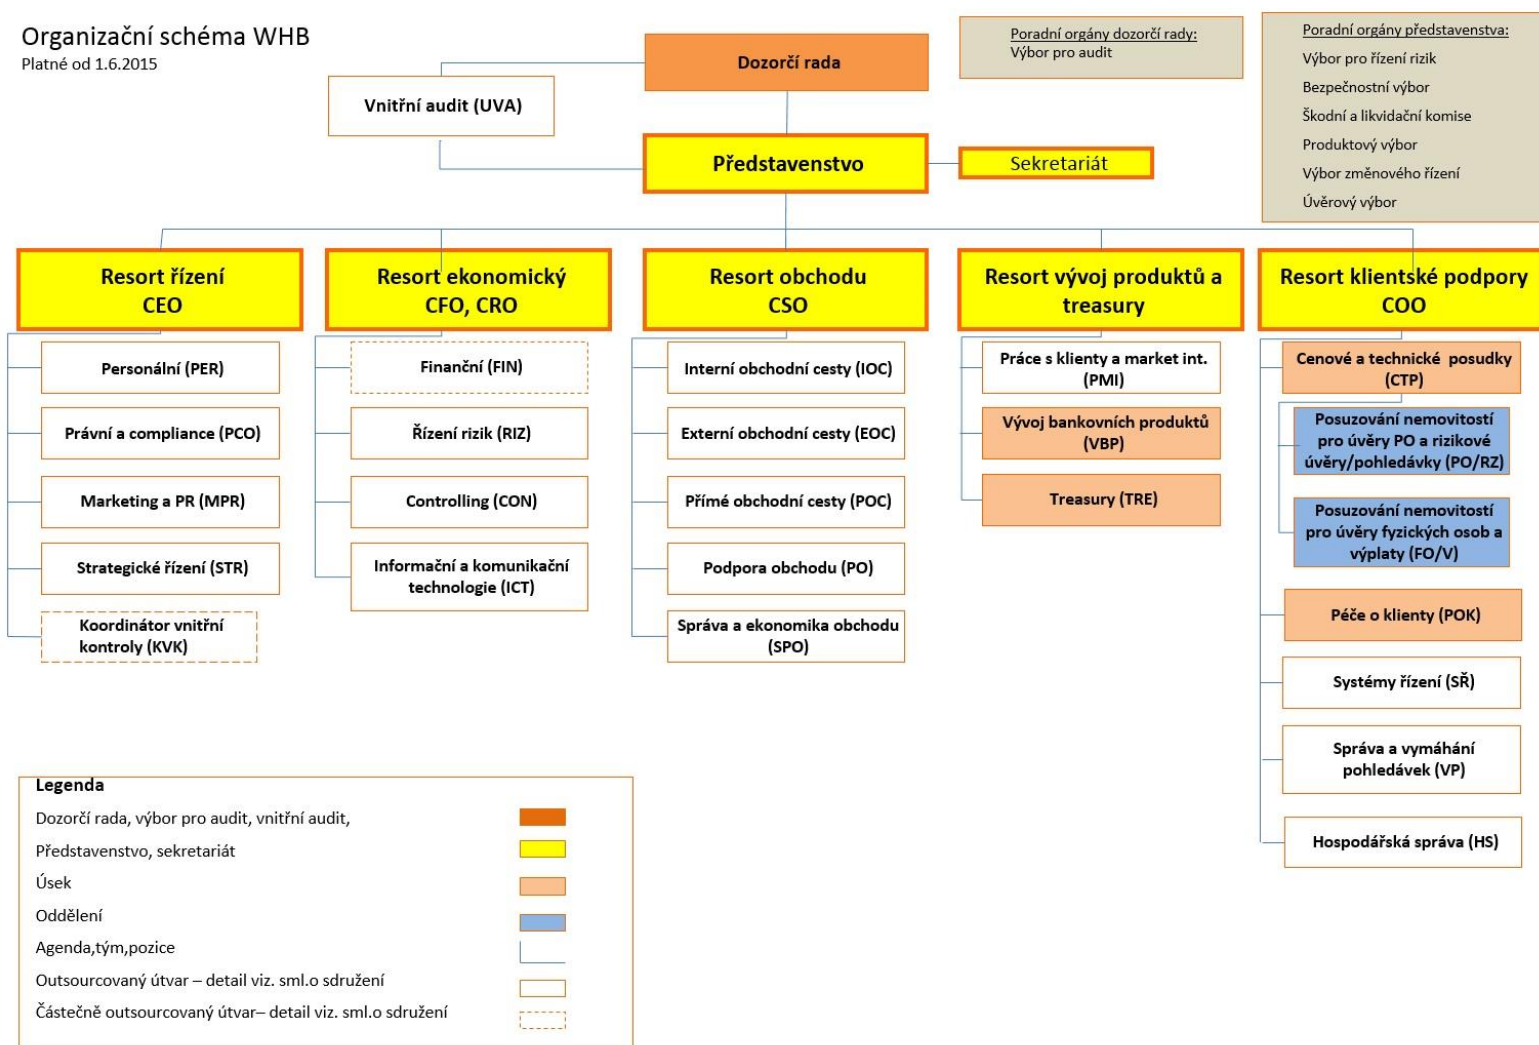 Organizační schéma WHB
Platné od 1.6.2015
Dozorčí rada
Poradní orgány dozorčí rady:
Výbor pro audit
Poradní orgány představenstva:
Výbor pro řízení rizik
Bezpečnostní výbor
Škodní a likvidační komise
Produktový výbor
Výbor změnového řízení
Úvěrový výbor
Vnitřní audit (UVA)
Představenstvo
Sekretariát
Resort řízení
CEO
Personální (PER)
Právní a compliance (PCO)
Marketing a PR (MPR)
Strategické řízení (STR)
Koordinátor vnitřní
kontroly (KVK)
Resort ekonomický
CFO, CRO
Finanční (FIN)
Řízení rizik (RIZ)
Controlling (CON)
Informační a komunikační
technologie (ICT)
Resort obchodu
CSO
Interní obchodní cesty (IOC)
Externí obchodní cesty (EOC)
Přímé obchodní cesty (POC)
Podpora obchodu (PO)
Správa a ekonomika obchodu
(SPO)
Resort vývoj produktů a
treasury
Práce s klienty a market int.
(PMI)
Vývoj bankovních produktů
(VBP)
Treasury (TRE)
Resort klientské podpory
COO
Cenové a technické posudky
(CTP)
Posuzování nemovitostí
pro úvěry PO a rizikové
úvěry/pohledávky (PO/RZ)
Posuzování nemovitostí
pro úvěry fyzických osob a
výplaty (FO/V)
Péče o klienty (POK)
Systémy řízení (SŘ)
Správa a vymáhání
pohledávek (VP)
Hospodářská správa (HS)
Legenda
Dozorčí rada, výbor pro audit, vnitřní audit,
Představenstvo, sekretariát
Úsek
Oddělení
Agenda,tým,pozice
Outsourcovaný útvar – detail viz. sml.o sdružení
Částečně outsourcovaný útvar– detail viz. sml.o sdružení